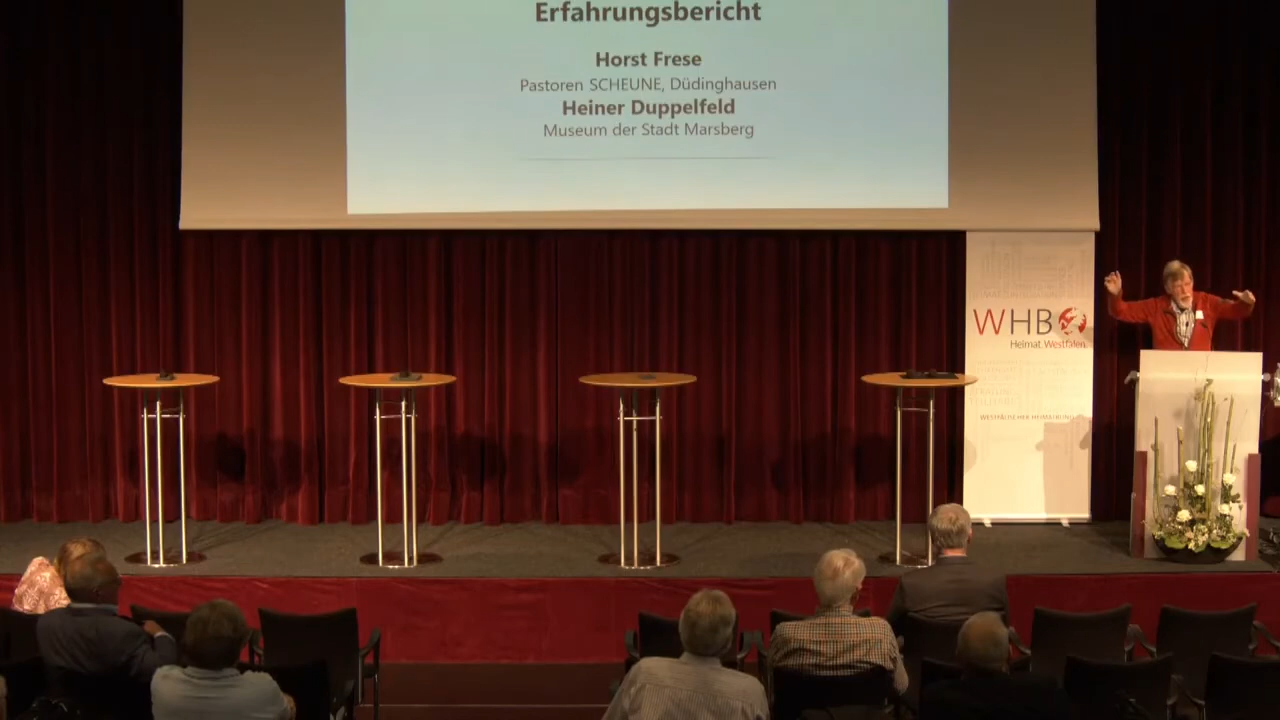 Erfahrungsbericht
Horst Frese
Pastoren SCHEUNE, Düdinghausen
Heiner Duppelfeld
Museum der Stadt Marsberg
WHB
Heimat.Westfalen.
WESTFÄLISCHER HEIMATBUND